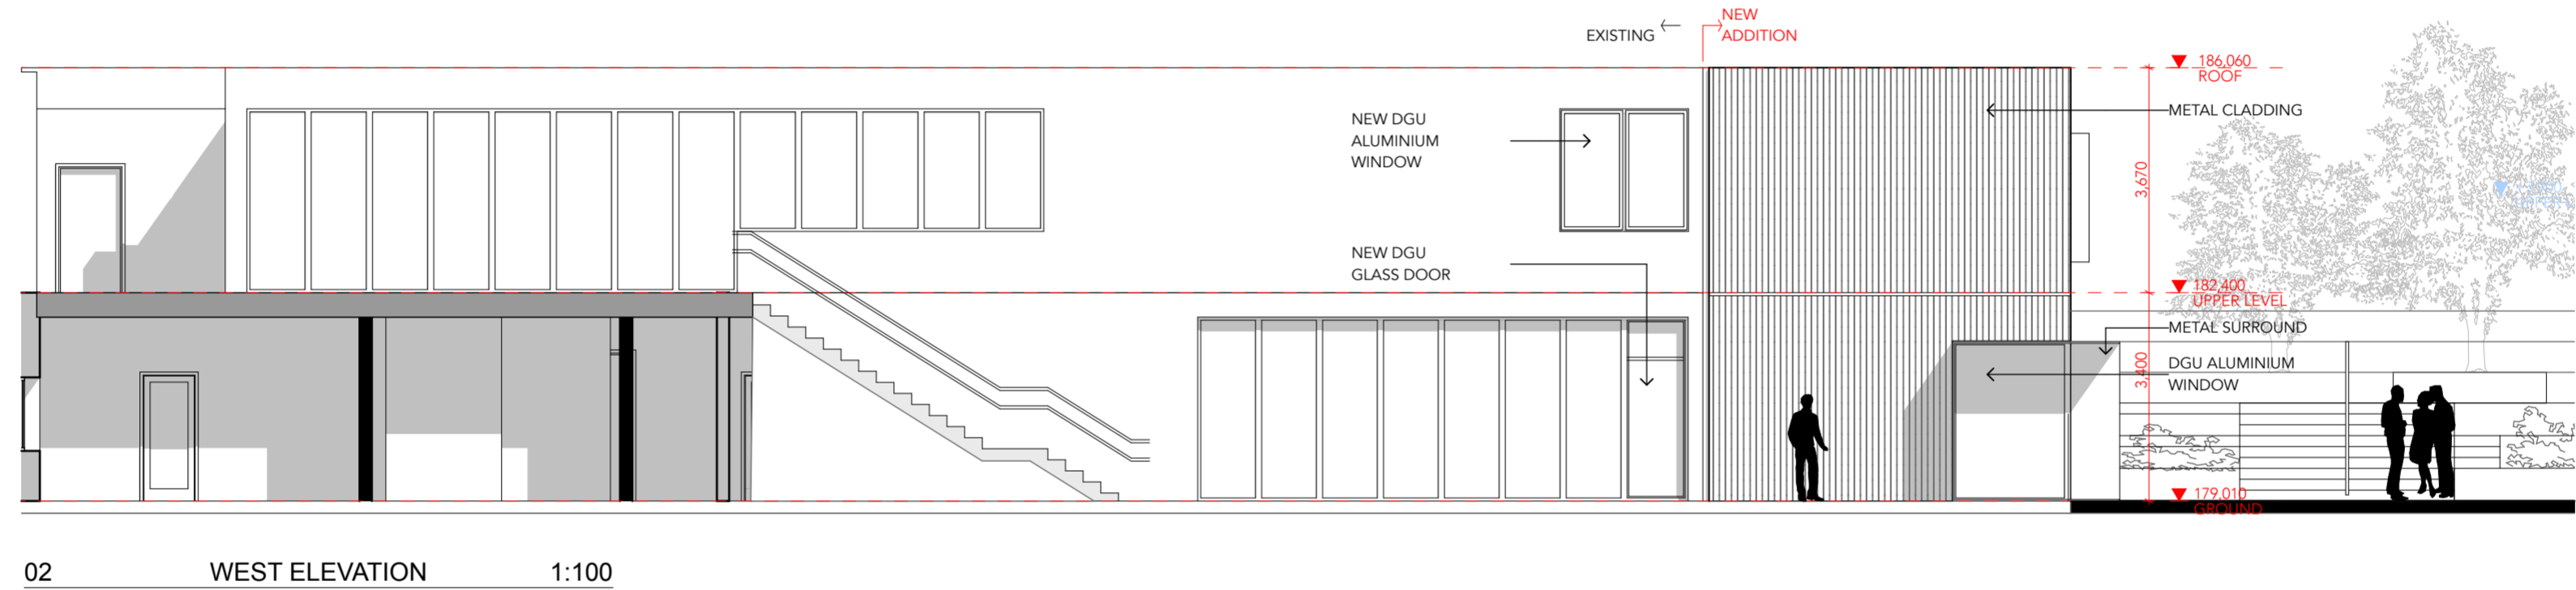 NEW
EXISTING
ADDITION
186,060
ROOF
METAL CLADDING
NEW DGU
ALUMINIUM
WINDOW
3,670
NEW DGU
GLASS DOOR
182,400
UPPER LEVEL
METAL SURROUND
3,400
DGU ALUMINIUM
WINDOW
179,010
GROUND
02 WEST ELEVATION 1:100